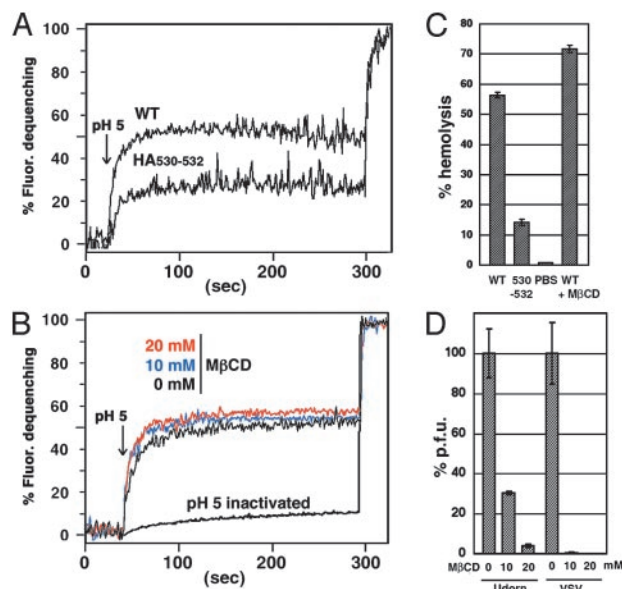 A
% Fluor. dequenching
100
80
60
40
20
0
pH 5
WT
HA530-532
0 100 200 300
(sec)
B
% Fluor. dequenching
100
80
60
40
20
0
20 mM
10 mM MβCD
0 mM
pH 5
pH 5 inactivated
0 100 200 300
(sec)
C
% hemolysis
80
70
60
50
40
30
20
10
0
WT 530 PBS WT
-532 + MβCD
D
% p.f.u.
100
80
60
40
20
0
MβCD 0 10 20 0 10 20 mM
Udorn VSV